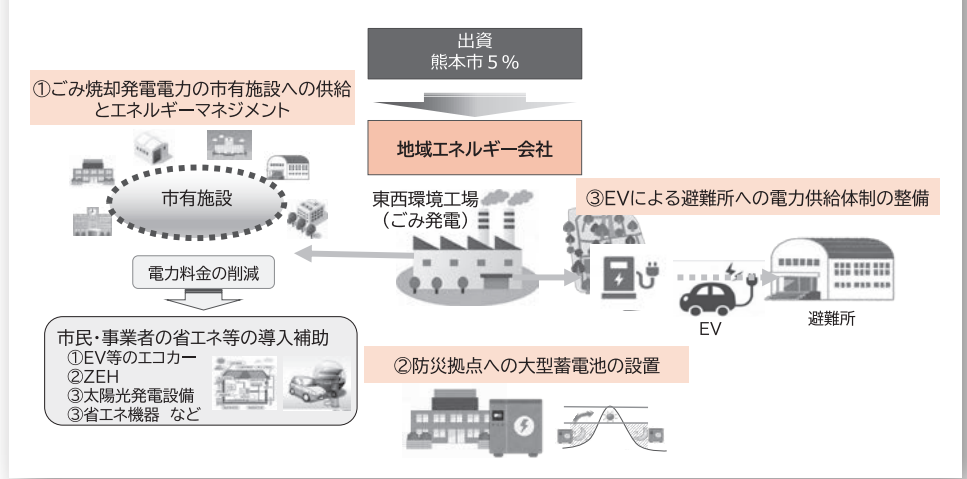 出資
熊本市5%
①ごみ焼却発電電力の市有施設への供給
とエネルギーマネジメント
地域エネルギー会社
市有施設
東西環境工場
（ごみ発電）
③EVによる避難所への電力供給体制の整備
電力料金の削減
EV
避難所
市民・事業者の省エネ等の導入補助
①EV等のエコカー
②ZEH
③太陽光発電設備
③省エネ機器 など
②防災拠点への大型蓄電池の設置